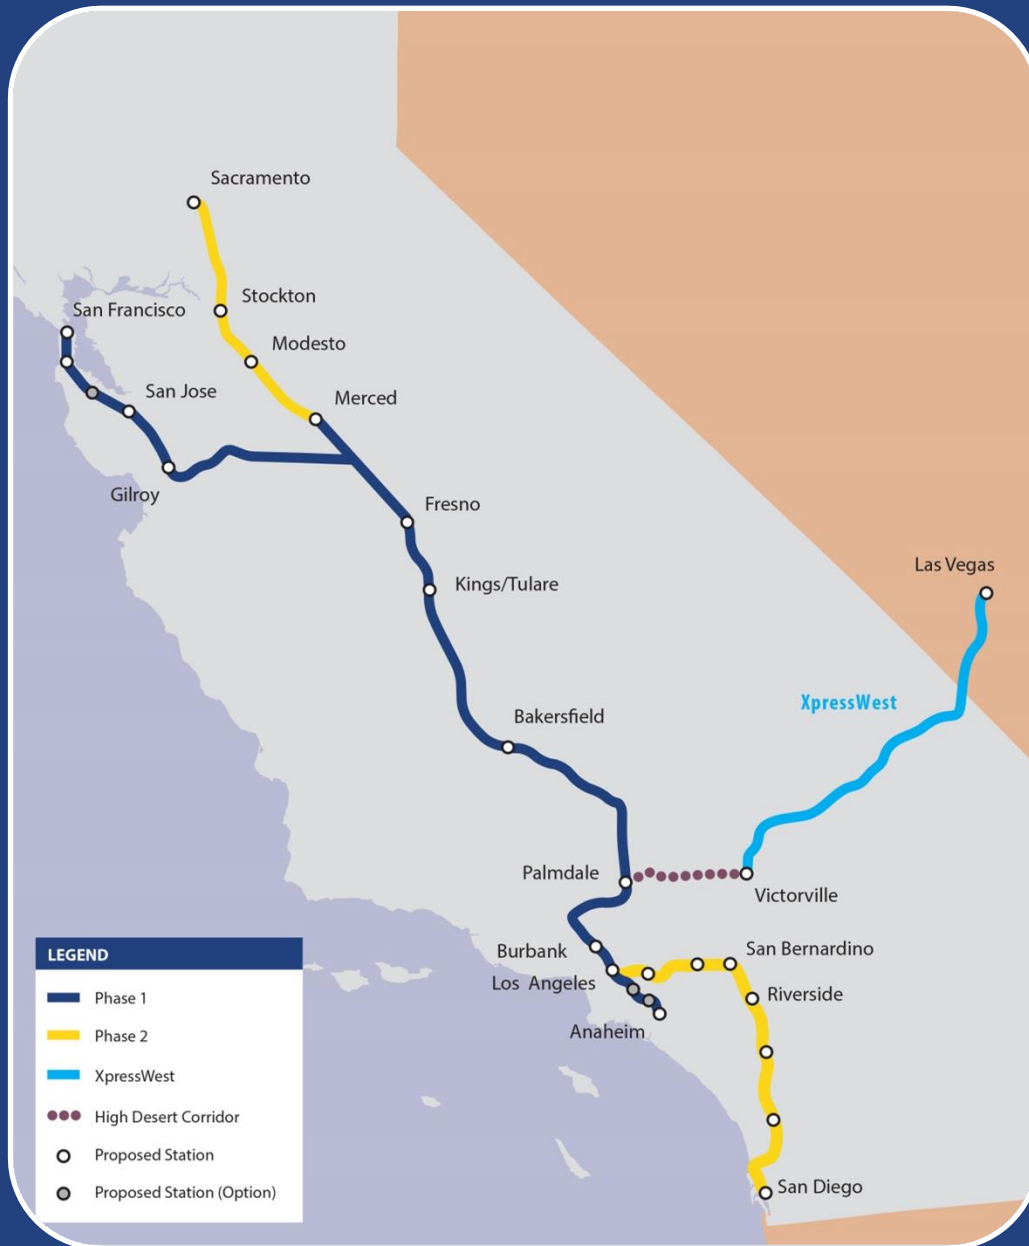 Sacramento
Stockton
San Francisco
Modesto
San Jose
Merced
Gilroy
Fresno
Las Vegas
Kings/Tulare
XpressWest
Bakersfield
Palmdale
Victorville
Burbank
San Bernardino
Los Angeles
Riverside
Anaheim
San Diego
LEGEND
Phase 1
Phase 2
XpressWest
High Desert Corridor
Proposed Station
Proposed Station (Option)